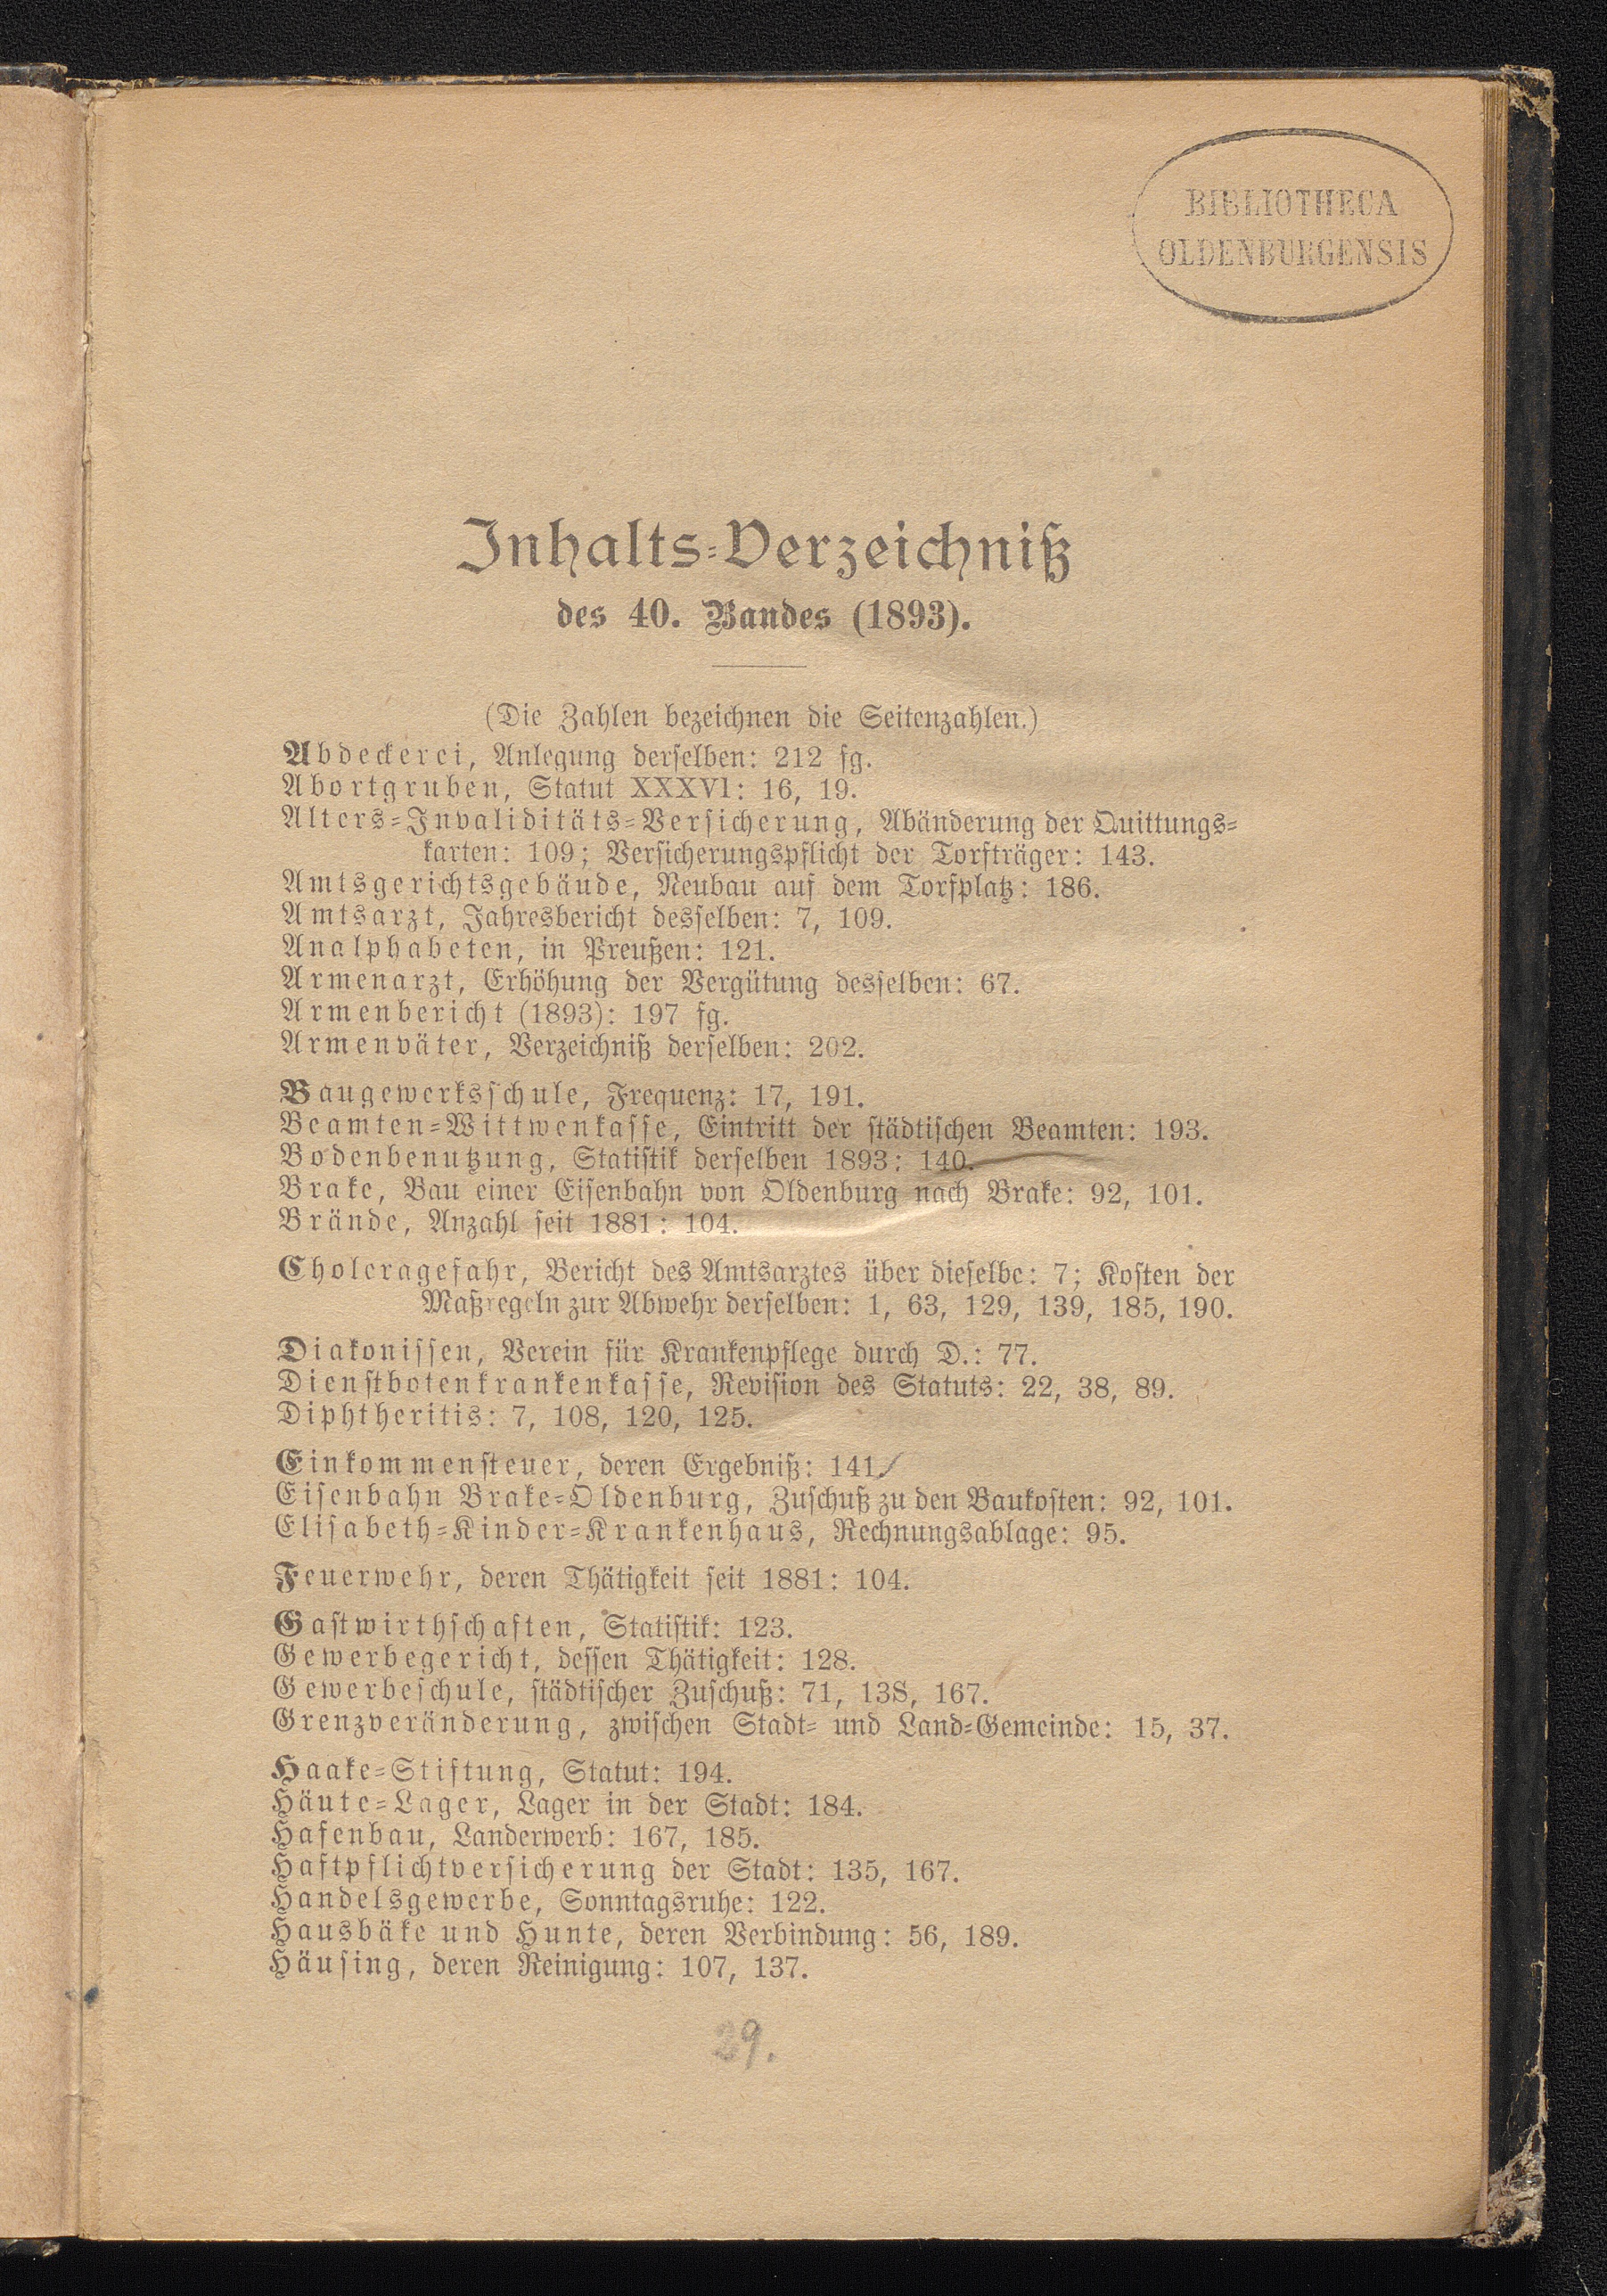 BIBLIOTHECA
OLDENBURGENSIS
Inhalts-Verzeichniß
des 40. Bandes (1893).
(Die Zahlen bezeichnen die Seitenzahlen.)
Abdeckerei, Anlegung derselben: 212 fg.
Abortgruben, Statut XXXVI: 16, 19.
Alters-Invaliditäts-Versicherung, Abänderung der Quittungs-
karten: 109; Versicherungspflicht der Torfträger: 143.
Amtsgerichtsgebäude, Neubau auf dem Torfplatz: 186.
Amtsarzt, Jahresbericht desselben: 7, 109.
Analphabeten, in Preußen: 121.
Armenarzt, Erhöhung der Vergütung desselben: 67.
Armenbericht (1893): 197 fg.
Armenväter, Verzeichniß derselben: 202.
Baugewerksschule, Frequenz: 17, 191.
Beamten-Wittwenkasse, Eintritt der städtischen Beamten: 193.
Bodenbenutzung, Statistik derselben 1893: 140.
Brake, Bau einer Eisenbahn von Oldenburg nach Brake: 92, 101.
Brände, Anzahl seit 1881: 104.
Choleragefahr, Bericht des Amtsarztes über dieselbe: 7; Kosten der
Maßregeln zur Abwehr derselben: 1, 63, 129, 139, 185, 190.
Diakonissen, Verein für Krankenpflege durch D.: 77.
Dienstbotenkrankenkasse, Revision des Statuts: 22, 38, 89.
Diphtheritis: 7, 108, 120, 125.
Einkommensteuer, deren Ergebniß: 141.
Eisenbahn Brake-Oldenburg, Zuschuß zu den Baukosten: 92, 101.
Elisabeth-Kinder-Krankenhaus, Rechnungsablage: 95.
Feuerwehr, deren Thätigkeit seit 1881: 104.
Gastwirthschaften, Statistik: 123.
Gewerbegericht, dessen Thätigkeit: 128.
Gewerbeschule, städtischer Zuschuß: 71, 138, 167.
Grenzveränderung, zwischen Stadt- und Land-Gemeinde: 15, 37.
Haake-Stiftung, Statut: 194.
Häute-Lager, Lager in der Stadt: 184.
Hafenbau, Landerwerb: 167, 185.
Haftpflichtversicherung der Stadt: 135, 167.
Handelsgewerbe, Sonntagsruhe: 122.
Hausbäke und Hunte, deren Verbindung: 56, 189.
Häusing, deren Reinigung: 107, 137.
29.